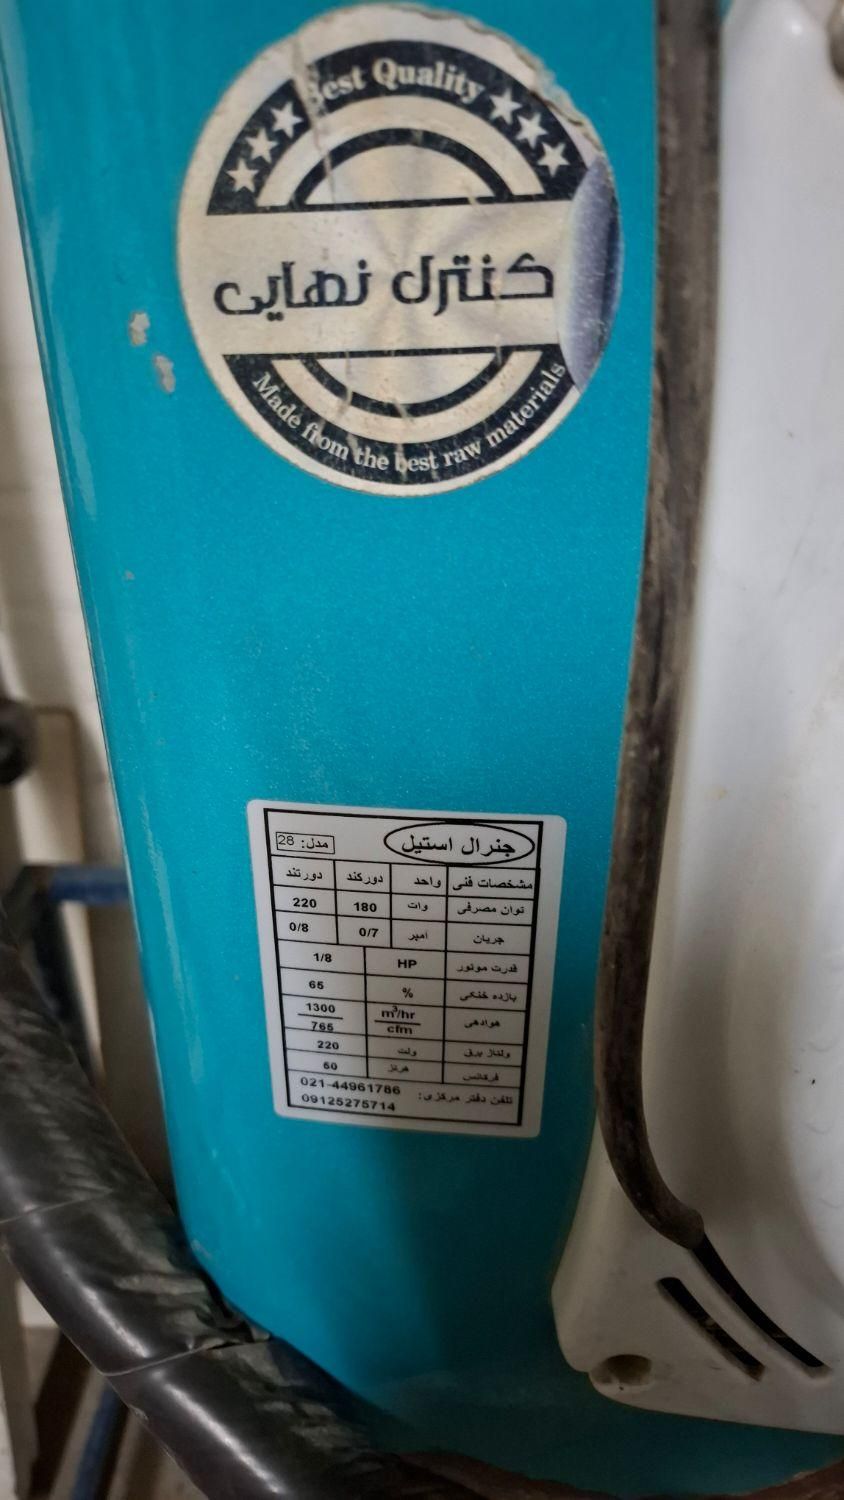 Best Quality
کنترل نهایی
Made from the best raw materials
جنرال استیل
مدل: 28
مشخصات فنی واحد دورکند دورتند
توان مصرفی وات 180 220
جریان آمپر 0/7 0/8
قدرت موتور HP 1/8
بازده خنکی % 65
هوادهی m³/hr 1300
cfm 765
ولتاژ برق ولت 220
فرکانس هرتز 50
تلفن دفتر مرکزی: 021-44961786
09125275714